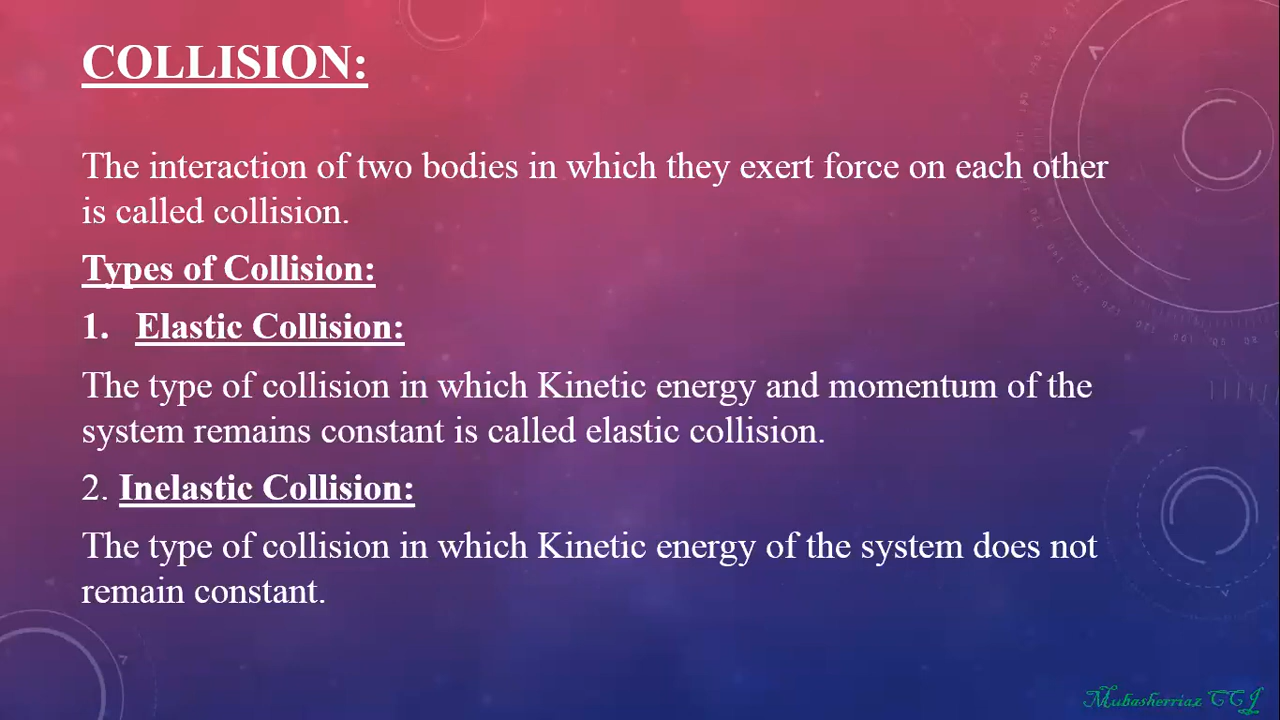 COLLISION:
The interaction of two bodies in which they exert force on each other
is called collision.
Types of Collision:
1. Elastic Collision:
The type of collision in which Kinetic energy and momentum of the
system remains constant is called elastic collision.
2. Inelastic Collision:
The type of collision in which Kinetic energy of the system does not
remain constant.
Mubasherriaz CCJ